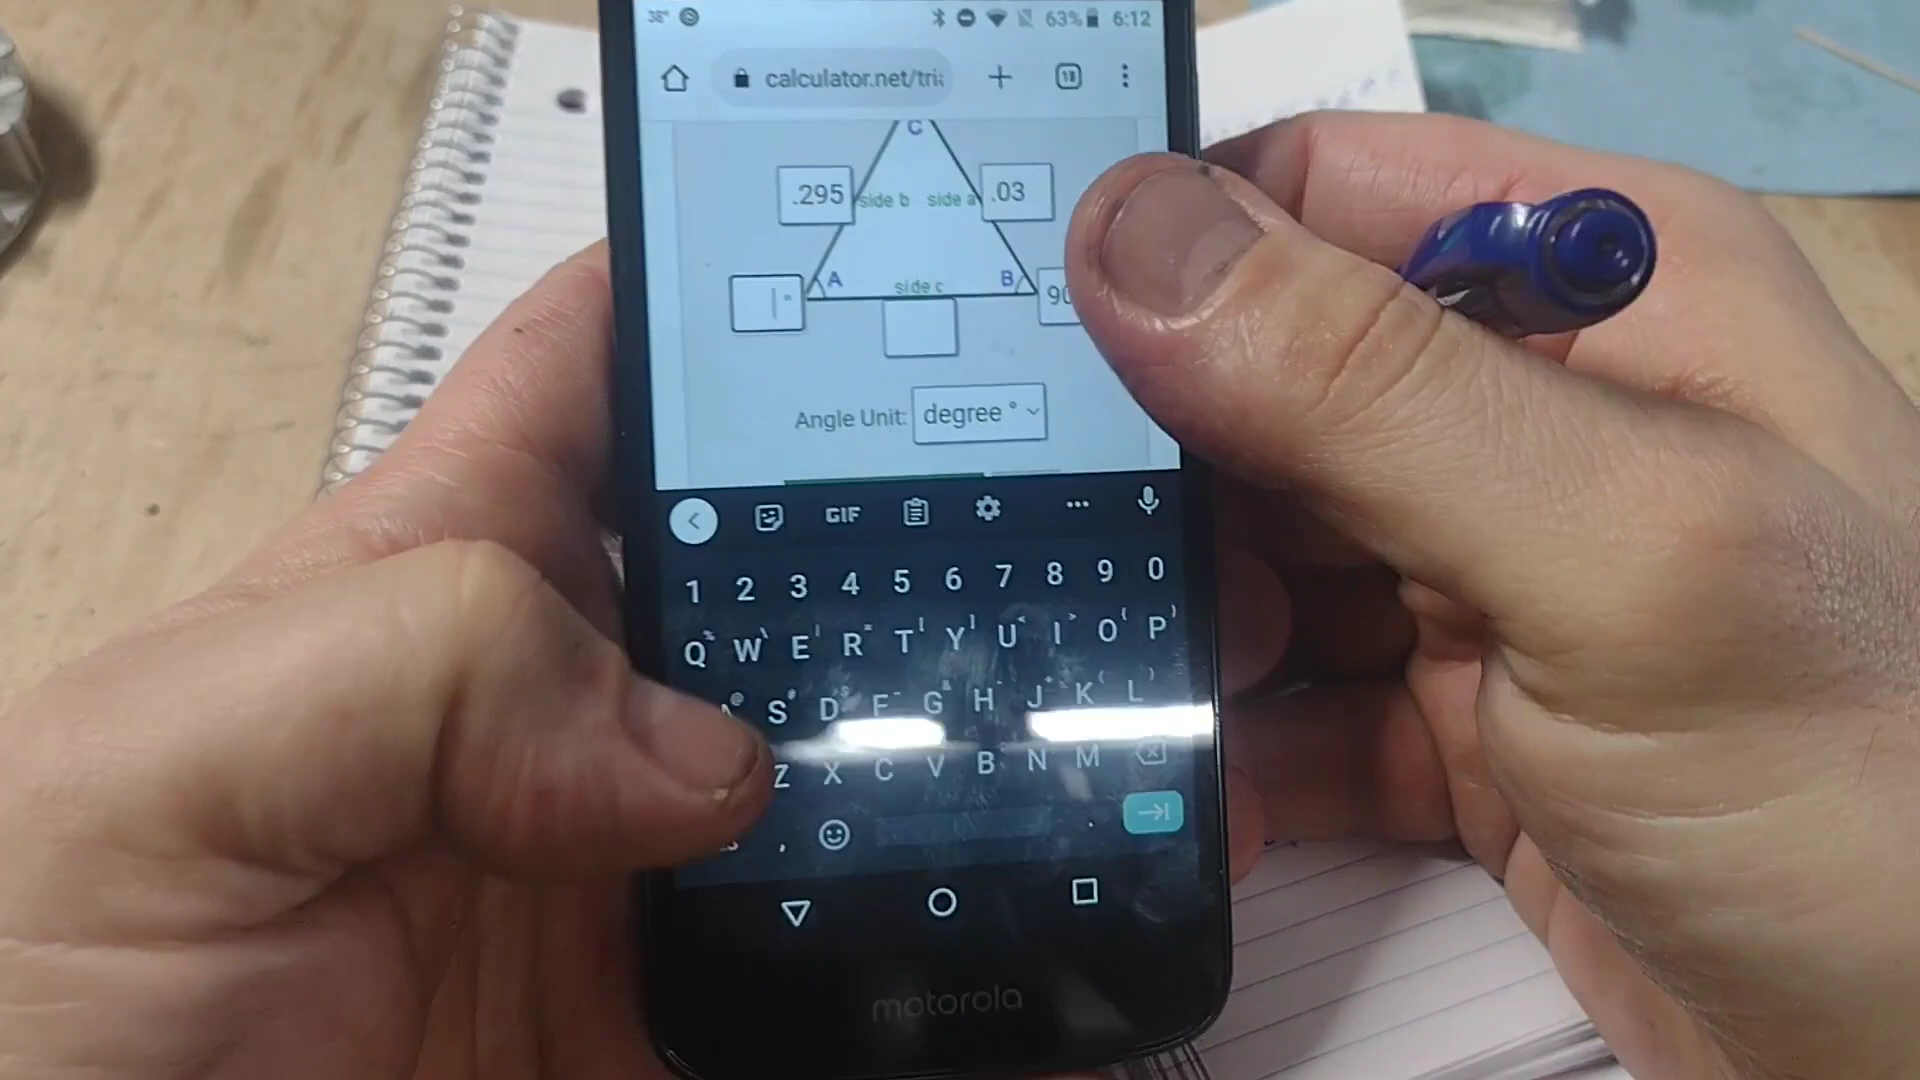 38° 63% 6:12
calculator.net/tri
18
C
.295 side b side a .03
A side c B 90
°
Angle Unit: degree °
GIF
1 2 3 4 5 6 7 8 9 0
Q W E R T Y U I O P
S D F G H J K L
Z X C V B N M
, .
motorola